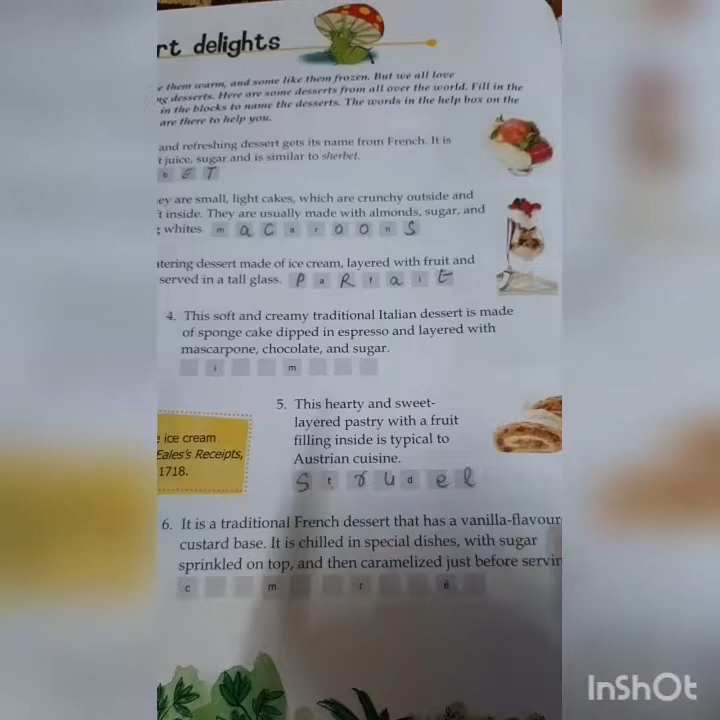 rt delights
e them warm, and some like them frozen. But we all love
ng desserts. Here are some desserts from all over the world. Fill in the
in the blocks to name the desserts. The words in the help box on the
are there to help you.
and refreshing dessert gets its name from French. It is
t juice, sugar and is similar to sherbet.
b E T
ey are small, light cakes, which are crunchy outside and
t inside. They are usually made with almonds, sugar, and
g whites. m a C a r o o n s
tering dessert made of ice cream, layered with fruit and
served in a tall glass. P a R f a i t
4. This soft and creamy traditional Italian dessert is made
of sponge cake dipped in espresso and layered with
mascarpone, chocolate, and sugar.
i m
5. This hearty and sweet-
layered pastry with a fruit
filling inside is typical to
Austrian cuisine.
S t r u d e l
e ice cream
Eales's Receipts,
1718.
6. It is a traditional French dessert that has a vanilla-flavour
custard base. It is chilled in special dishes, with sugar
sprinkled on top, and then caramelized just before servin
c m r é
InShOt